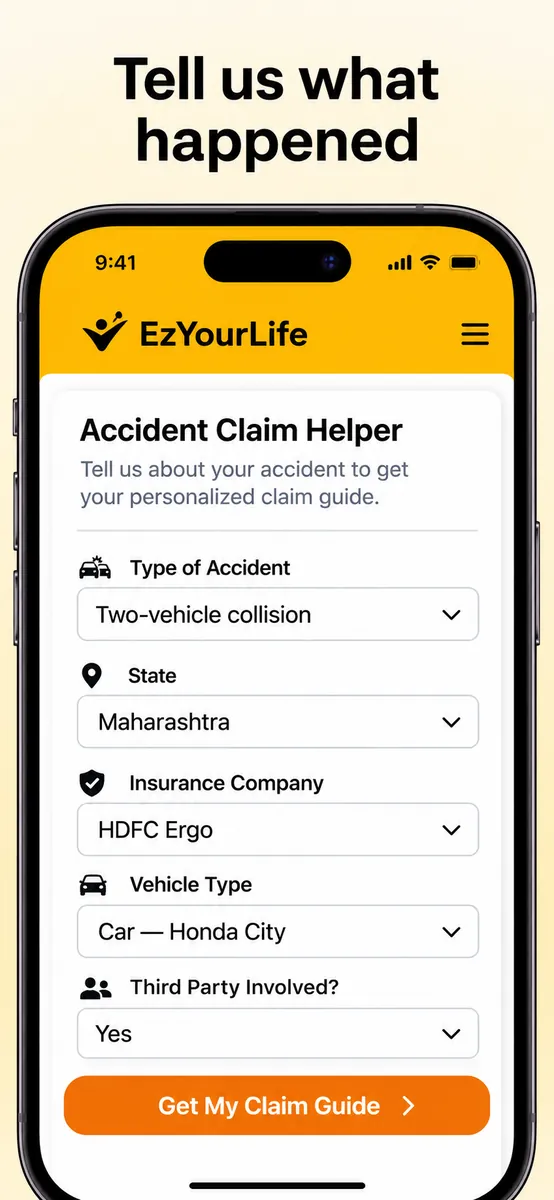 Tell us what
happened
9:41
EzYourLife
Accident Claim Helper
Tell us about your accident to get
your personalized claim guide.
Type of Accident
Two-vehicle collision
State
Maharashtra
Insurance Company
HDFC Ergo
Vehicle Type
Car — Honda City
Third Party Involved?
Yes
Get My Claim Guide